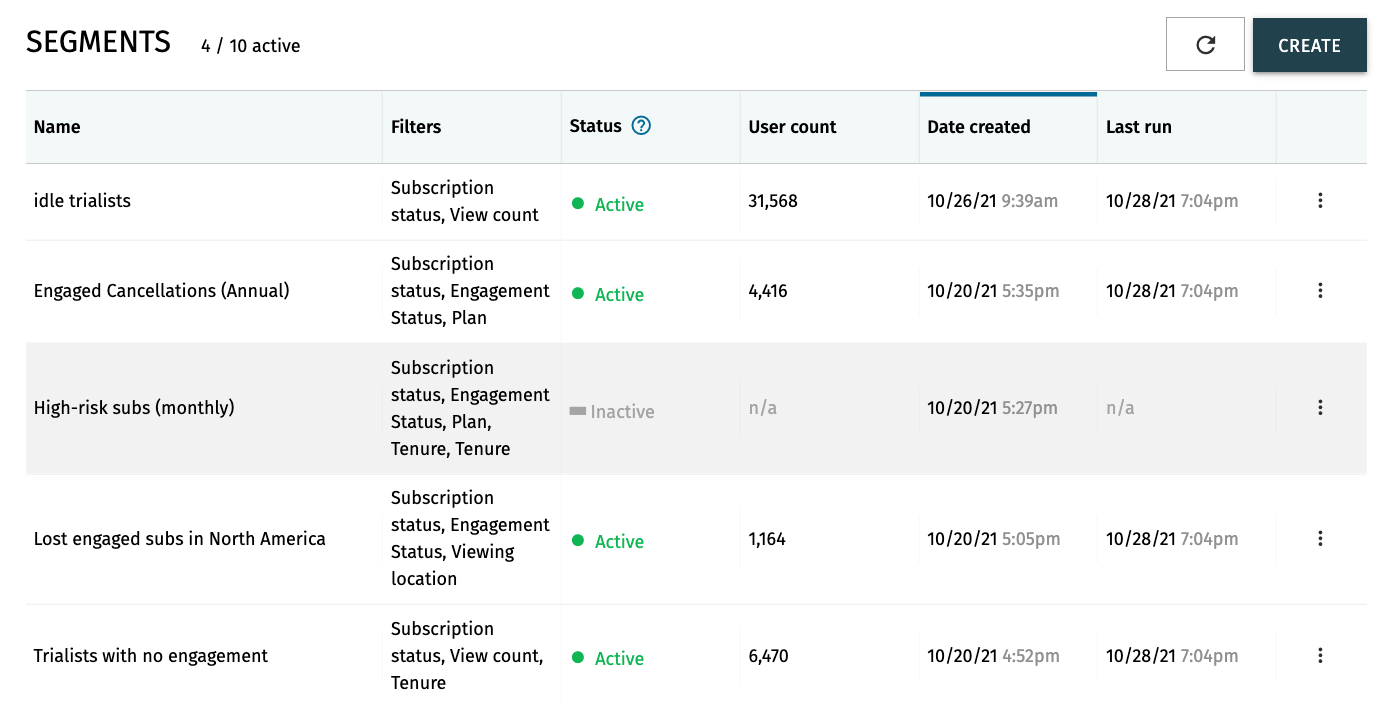 SEGMENTS 4 / 10 active
CREATE
Name Filters Status ? User count Date created Last run
idle trialists
Subscription
status, View count
Active
31,568
10/26/21 9:39am
10/28/21 7:04pm
Engaged Cancellations (Annual)
Subscription
status, Engagement
Status, Plan
Active
4,416
10/20/21 5:35pm
10/28/21 7:04pm
High-risk subs (monthly)
Subscription
status, Engagement
Status, Plan,
Tenure, Tenure
Inactive
n/a
10/20/21 5:27pm
n/a
Lost engaged subs in North America
Subscription
status, Engagement
Status, Viewing
location
Active
1,164
10/20/21 5:05pm
10/28/21 7:04pm
Trialists with no engagement
Subscription
status, View count,
Tenure
Active
6,470
10/20/21 4:52pm
10/28/21 7:04pm